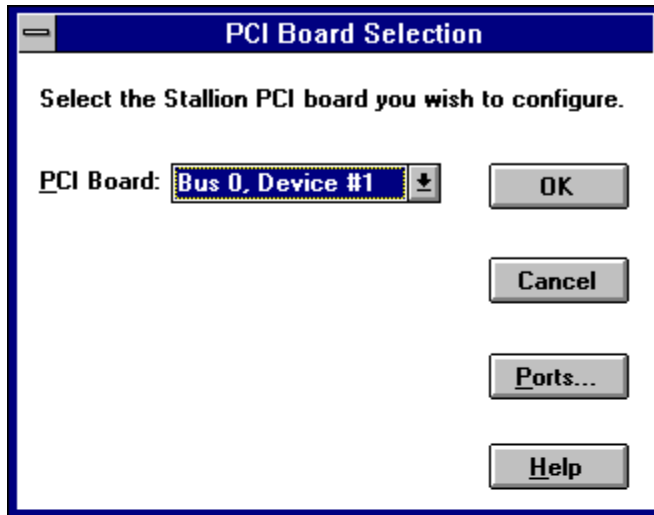 PCI Board Selection
Select the Stallion PCI board you wish to configure.
PCI Board: Bus 0, Device #1
OK
Cancel
Ports...
Help